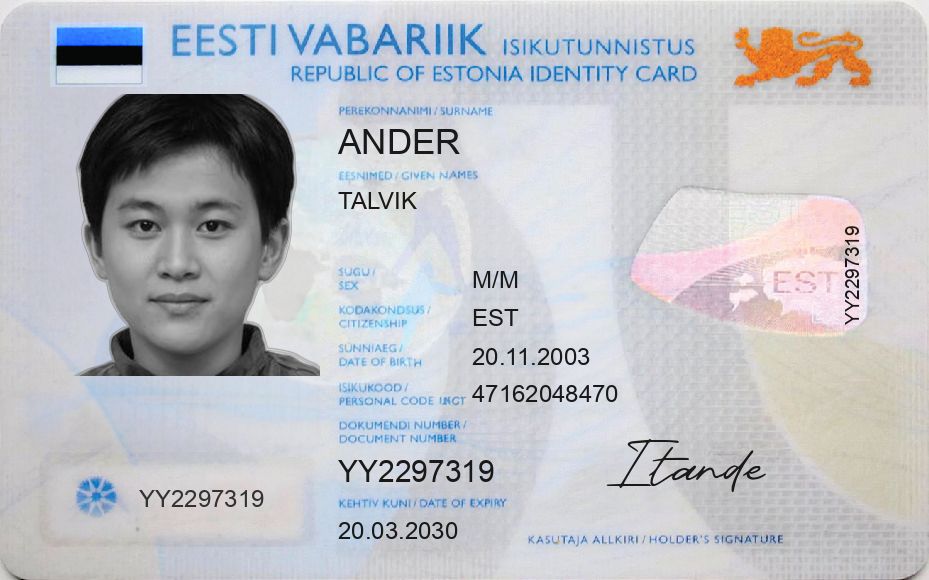 EESTI VABARIIK ISIKUTUNNISTUS
REPUBLIC OF ESTONIA IDENTITY CARD
PEREKONNANIMI / SURNAME
ANDER
EESNIMED / GIVEN NAMES
TALVIK
SUGU /
SEX
M/M
KODAKONDSUS /
CITIZENSHIP
EST
SÜNNIAEG /
DATE OF BIRTH
20.11.2003
ISIKUKOOD /
PERSONAL CODE
47162048470
DOKUMENDI NUMBER /
DOCUMENT NUMBER
YY2297319
KEHTIV KUNI / DATE OF EXPIRY
20.03.2030
YY2297319
EST
YY2297319
Itande
KASUTAJA ALLKIRI / HOLDER'S SIGNATURE